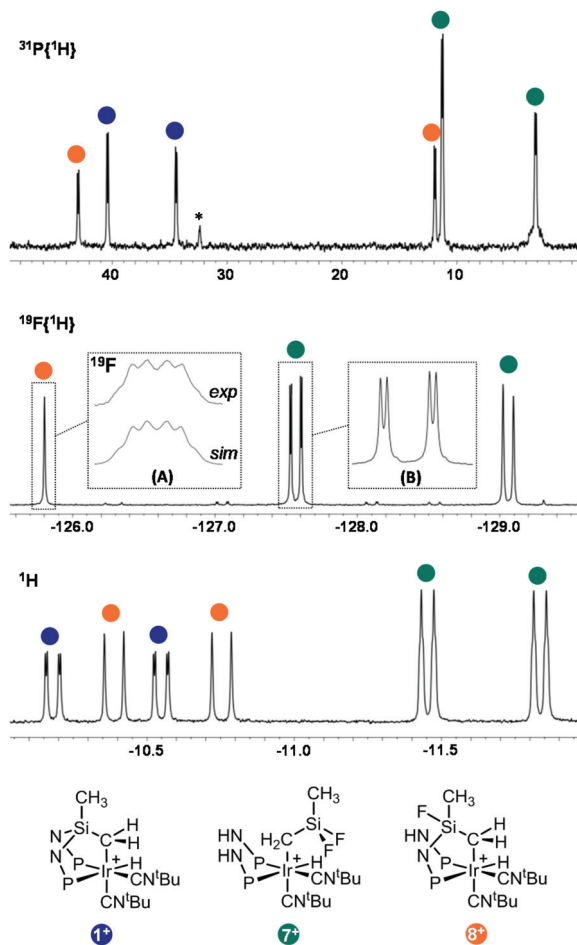 ³¹P{¹H}
*
40 30 20 10
¹⁹F{¹H}
¹⁹F
exp
sim
(A) (B)
-126.0 -127.0 -128.0 -129.0
¹H
-10.5 -11.0 -11.5
CH₃ CH₃ CH₃
N Si H H₂C Si F F Si H
N C H HN F HN C H
P H HN P H N P H
Ir⁺ Ir⁺ Ir⁺
P CNᵗBu P CNᵗBu P CNᵗBu
CNᵗBu CNᵗBu CNᵗBu
1⁺ 7⁺ 8⁺